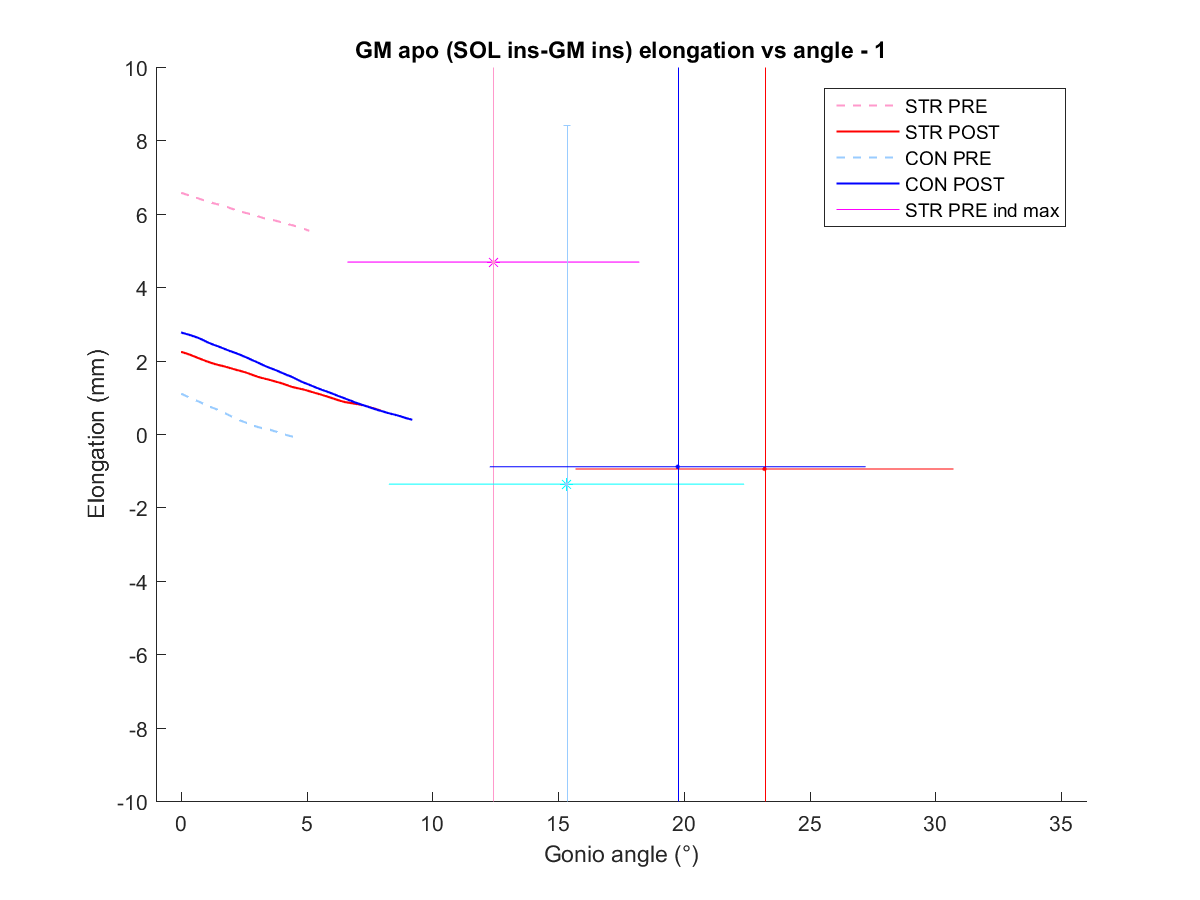 GM apo (SOL ins-GM ins) elongation vs angle - 1
STR PRE
STR POST
CON PRE
CON POST
STR PRE ind max
10
8
6
4
2
0
-2
-4
-6
-8
-10
Elongation (mm)
0 5 10 15 20 25 30 35
Gonio angle (°)